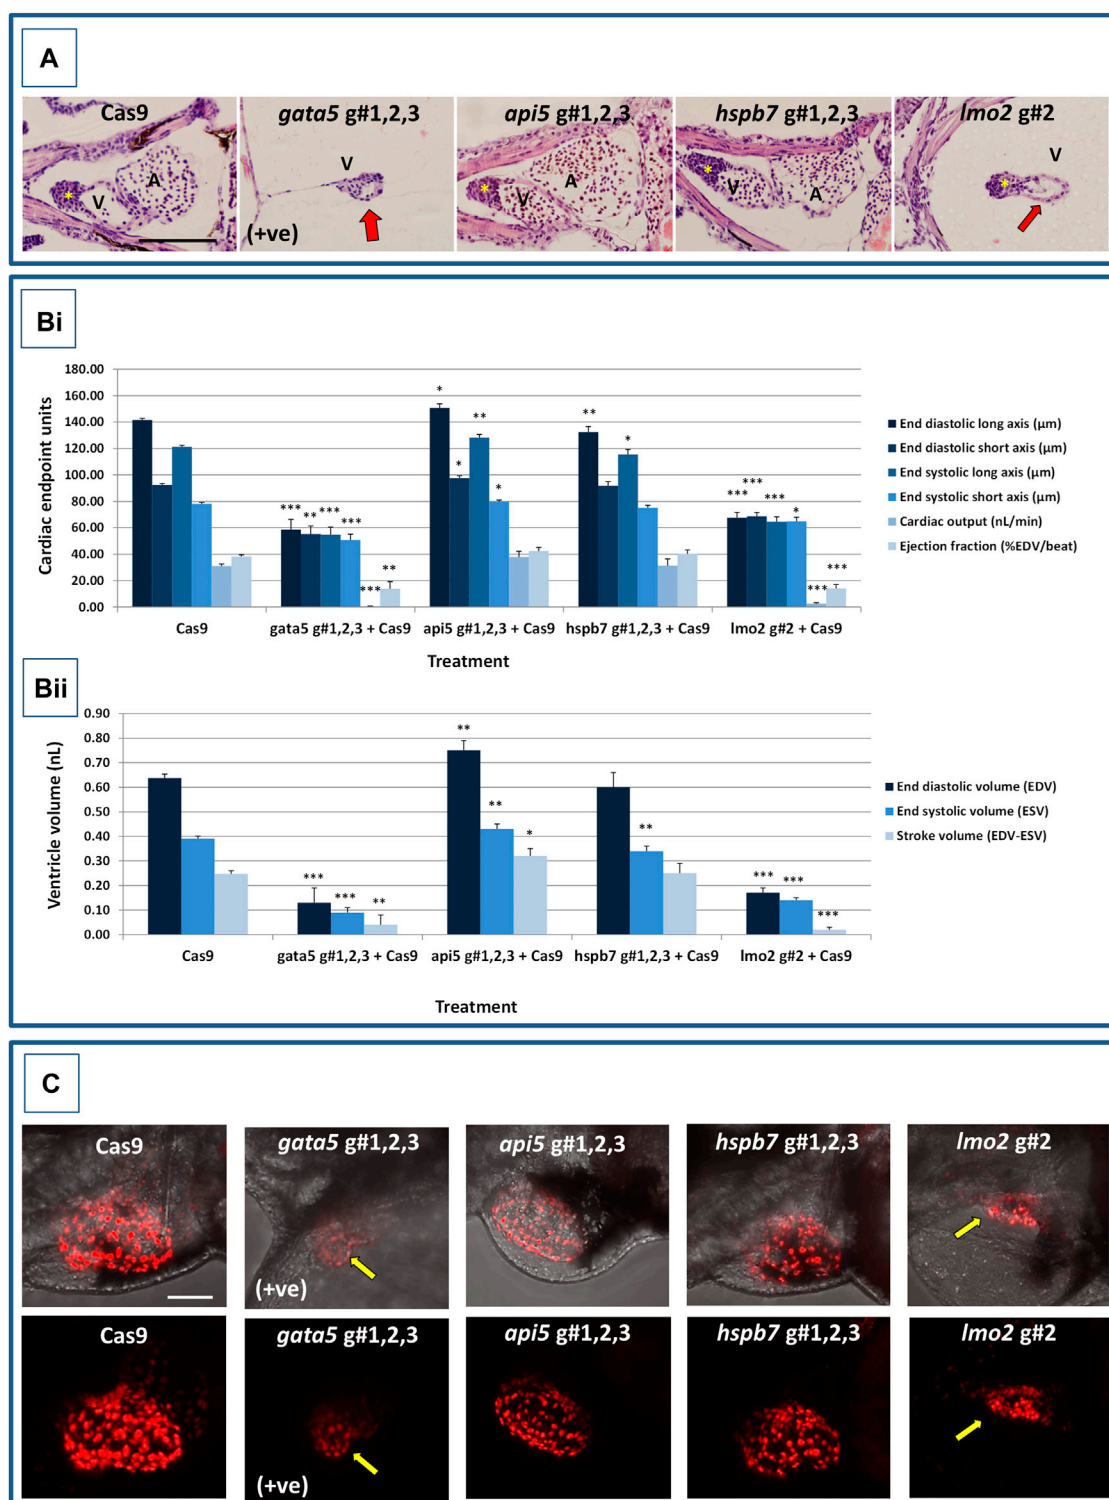 A
Cas9
gata5 g#1,2,3
api5 g#1,2,3
hspb7 g#1,2,3
lmo2 g#2
V
A
*
V
(+ve)
V
A
*
V
A
*
V
V
*
Bi
Cardiac endpoint units
180.00
160.00
140.00
120.00
100.00
80.00
60.00
40.00
20.00
0.00
*** ** *** *** *** **
* ** * *
** *
*** *** *** * *** ***
Cas9
gata5 g#1,2,3 + Cas9
api5 g#1,2,3 + Cas9
hspb7 g#1,2,3 + Cas9
lmo2 g#2 + Cas9
Treatment
End diastolic long axis (µm)
End diastolic short axis (µm)
End systolic long axis (µm)
End systolic short axis (µm)
Cardiac output (nL/min)
Ejection fraction (%EDV/beat)
Bii
Ventricle volume (nL)
0.90
0.80
0.70
0.60
0.50
0.40
0.30
0.20
0.10
0.00
*** *** **
** ** *
**
*** *** ***
Cas9
gata5 g#1,2,3 + Cas9
api5 g#1,2,3 + Cas9
hspb7 g#1,2,3 + Cas9
lmo2 g#2 + Cas9
Treatment
End diastolic volume (EDV)
End systolic volume (ESV)
Stroke volume (EDV-ESV)
C
Cas9
gata5 g#1,2,3
api5 g#1,2,3
hspb7 g#1,2,3
lmo2 g#2
(+ve)
Cas9
gata5 g#1,2,3
api5 g#1,2,3
hspb7 g#1,2,3
lmo2 g#2
(+ve)